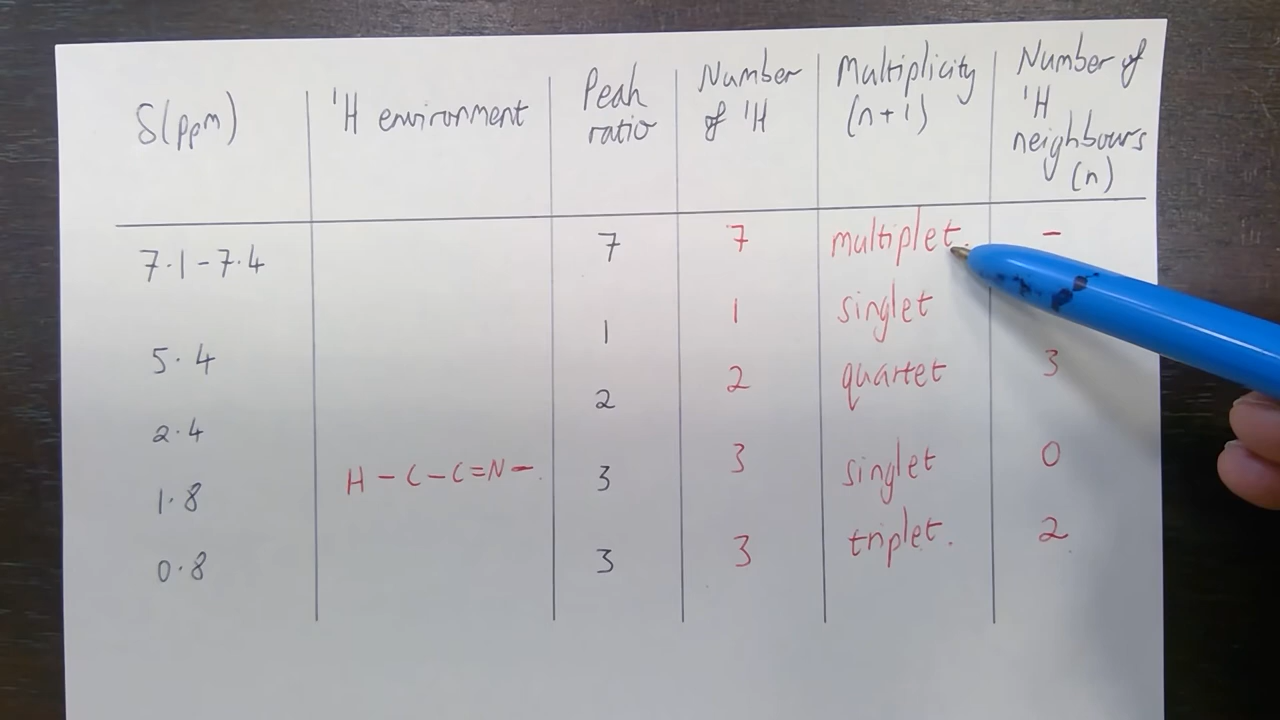 δ(ppm)
¹H environment
Peak
ratio
Number
of ¹H
Multiplicity
(n+1)
Number of
¹H
neighbours
(n)
7.1-7.4
7
7
multiplet
-
5.4
1
1
singlet
2.4
2
2
quartet
3
1.8
H-C-C=N-
3
3
singlet
0
0.8
3
3
triplet.
2